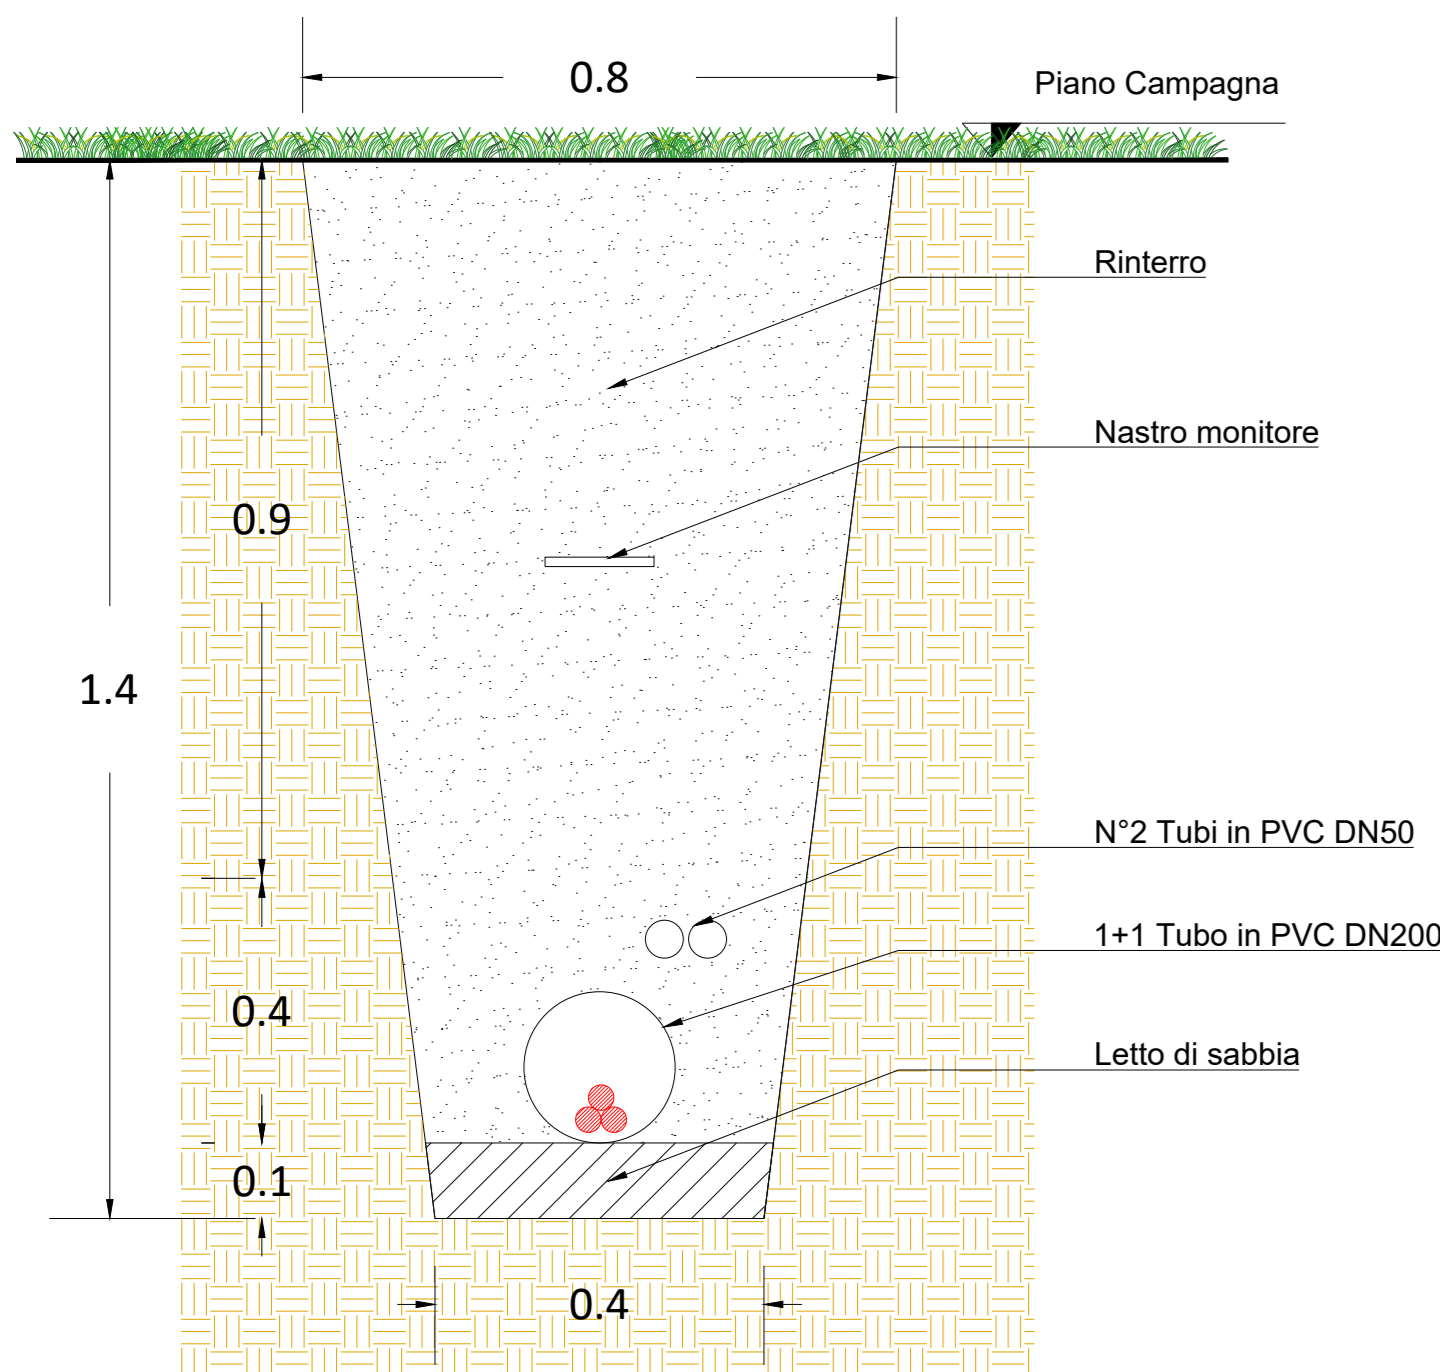 0.8
Piano Campagna
Rinterro
Nastro monitore
0.9
1.4
N°2 Tubi in PVC DN50
1+1 Tubo in PVC DN200
0.4
Letto di sabbia
0.1
0.4